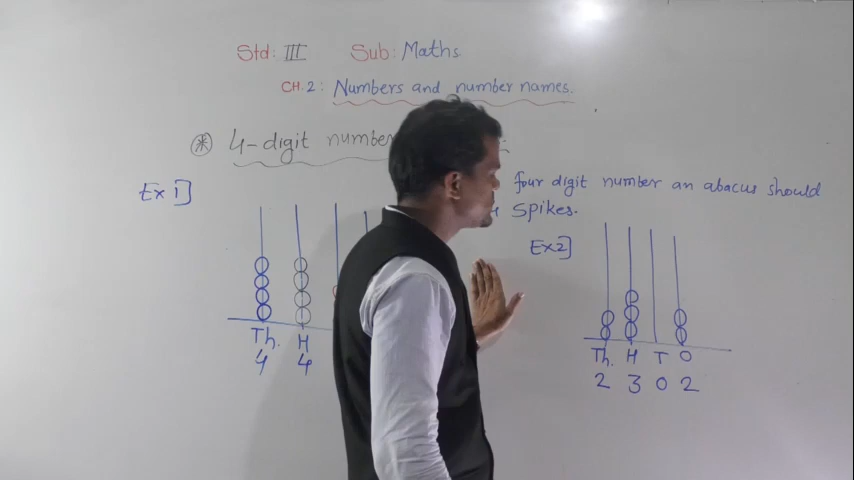 Std: III Sub: Maths
CH. 2: Numbers and number names.
* 4-digit number
four digit number an abacus should
spikes.
Ex 1]
Ex 2]
Th. H
4 4
Th. H T O
2 3 0 2